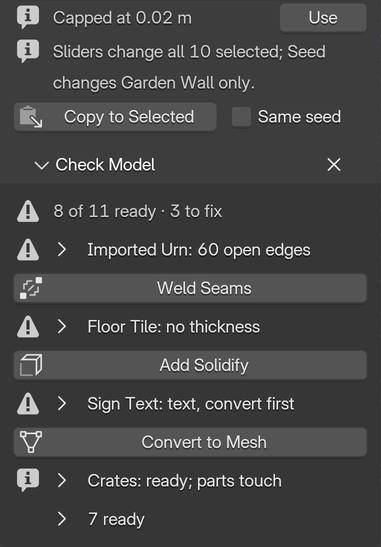 Capped at 0.02 m
Use
Sliders change all 10 selected; Seed
changes Garden Wall only.
Copy to Selected
Same seed
Check Model
8 of 11 ready · 3 to fix
Imported Urn: 60 open edges
Weld Seams
Floor Tile: no thickness
Add Solidify
Sign Text: text, convert first
Convert to Mesh
Crates: ready; parts touch
7 ready